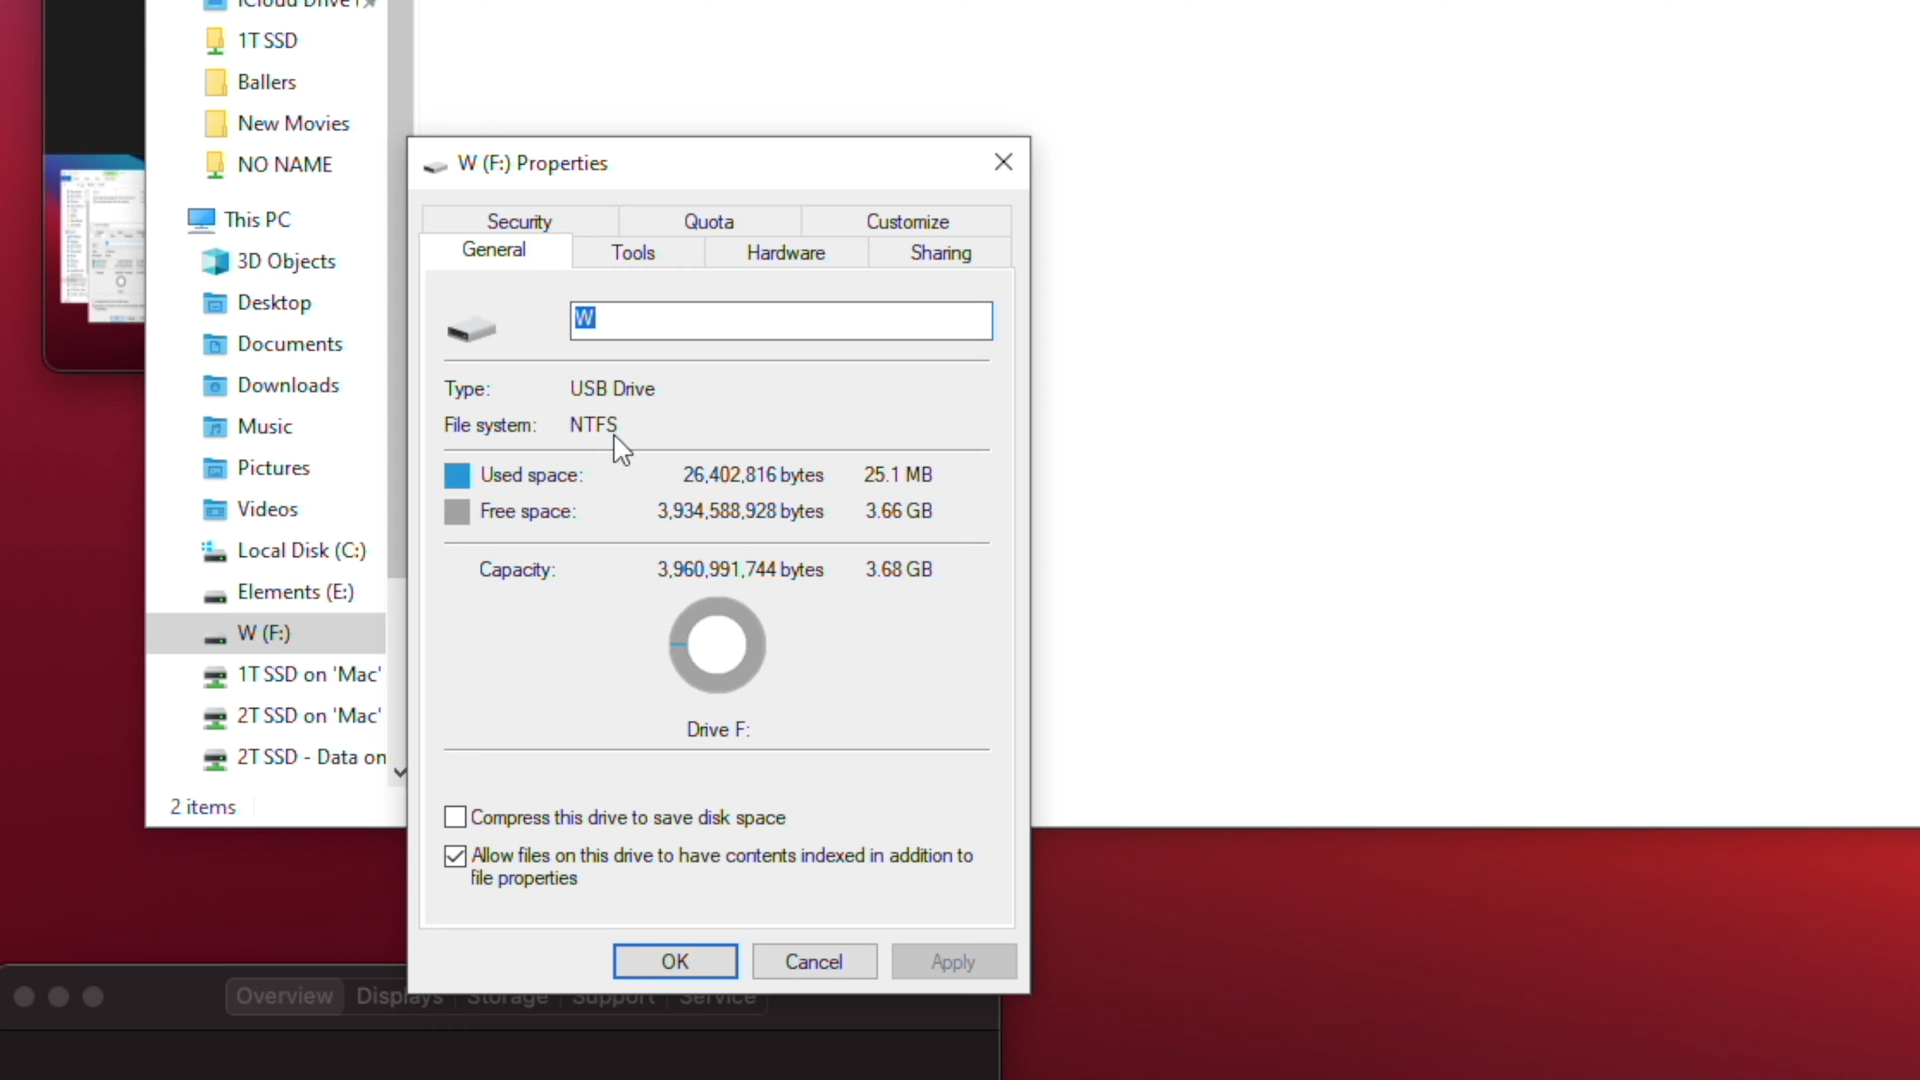 iCloud Drive
1T SSD
Ballers
New Movies
NO NAME
This PC
3D Objects
Desktop
Documents
Downloads
Music
Pictures
Videos
Local Disk (C:)
Elements (E:)
W (F:)
1T SSD on 'Mac'
2T SSD on 'Mac'
2T SSD - Data on
2 items
W (F:) Properties
Security Quota Customize
General Tools Hardware Sharing
W
Type: USB Drive
File system: NTFS
Used space: 26,402,816 bytes 25.1 MB
Free space: 3,934,588,928 bytes 3.66 GB
Capacity: 3,960,991,744 bytes 3.68 GB
Drive F:
Compress this drive to save disk space
Allow files on this drive to have contents indexed in addition to
file properties
OK Cancel Apply
Overview Displays Storage Support Service